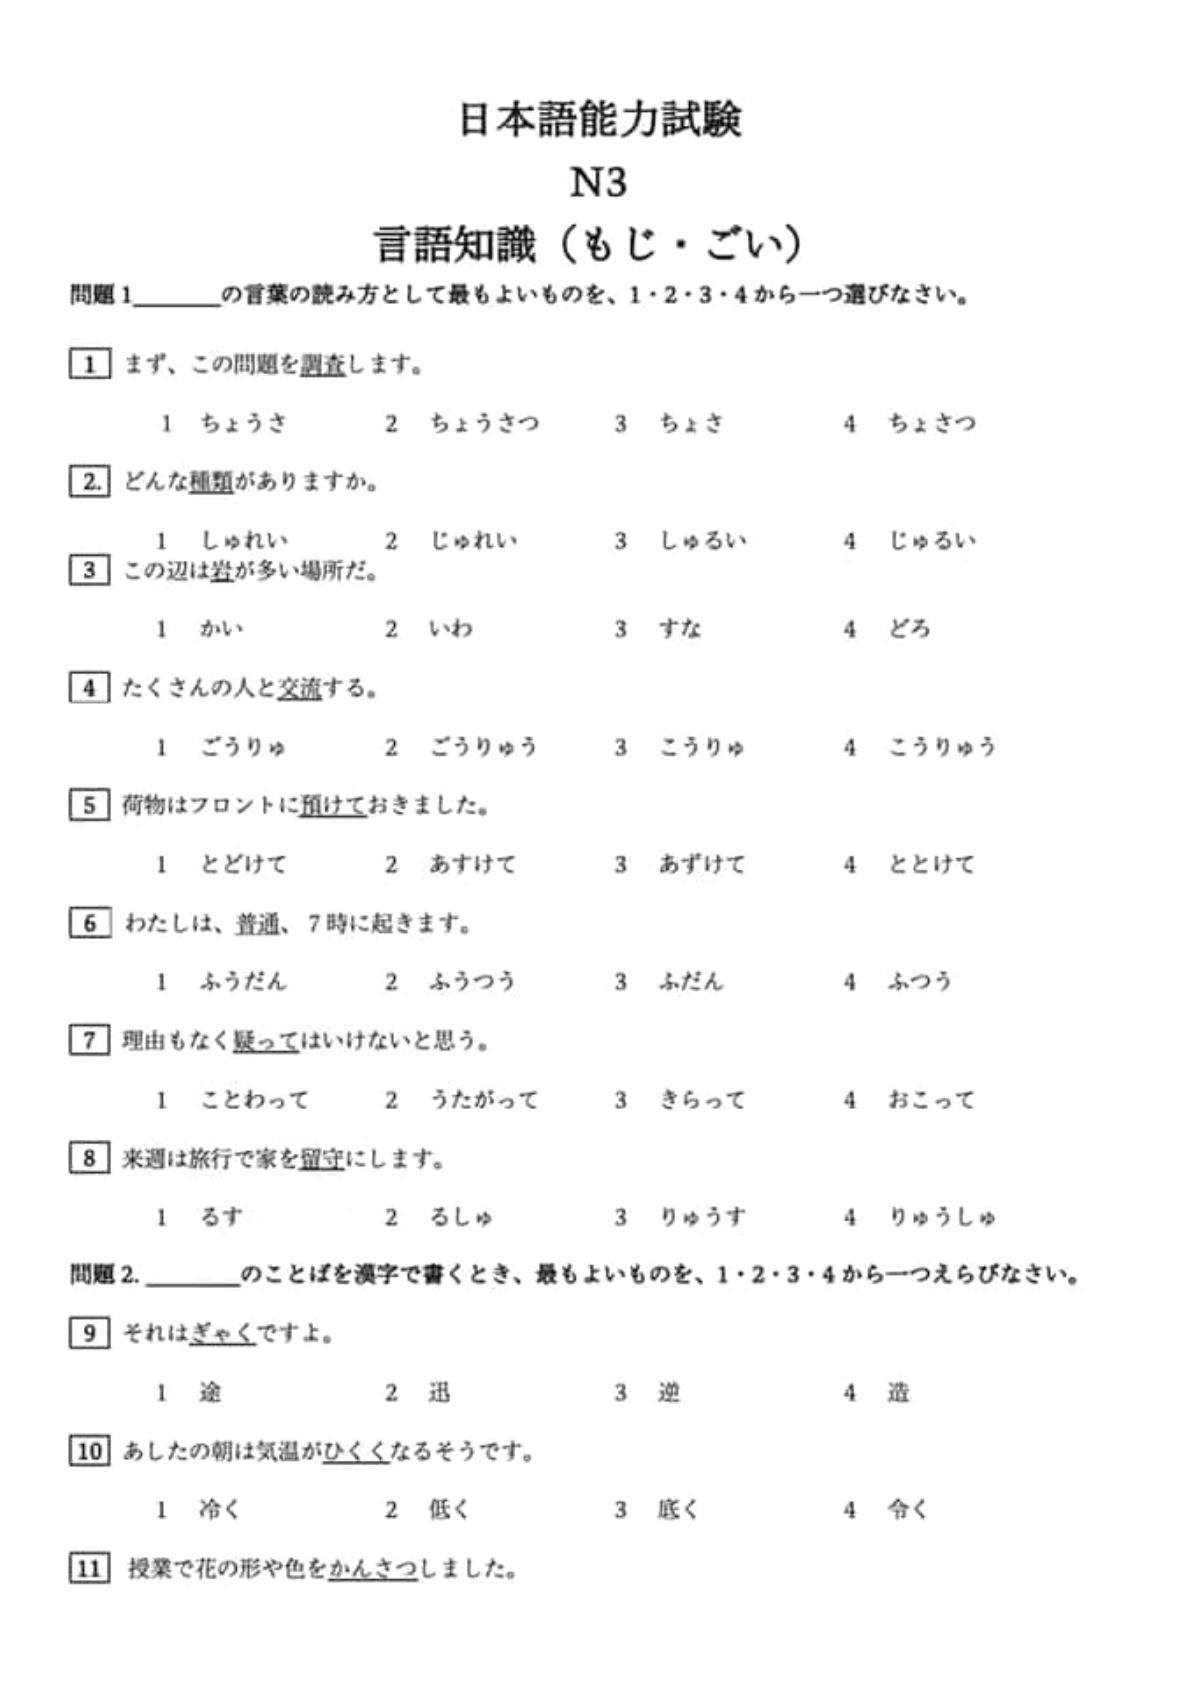 日本語能力試験
N3
言語知識（もじ・ごい）
問題1＿＿＿＿の言葉の読み方として最もよいものを、1・2・3・4から一つ選びなさい。
1 まず、この問題を調査します。
1 ちょうさ 2 ちょうさつ 3 ちょさ 4 ちょさつ
2. どんな種類がありますか。
1 しゅれい 2 じゅれい 3 しゅるい 4 じゅるい
3 この辺は岩が多い場所だ。
1 かい 2 いわ 3 すな 4 どろ
4 たくさんの人と交流する。
1 ごうりゅ 2 ごうりゅう 3 こうりゅ 4 こうりゅう
5 荷物はフロントに預けておきました。
1 とどけて 2 あすけて 3 あずけて 4 ととけて
6 わたしは、普通、７時に起きます。
1 ふうだん 2 ふうつう 3 ふだん 4 ふつう
7 理由もなく疑ってはいけないと思う。
1 ことわって 2 うたがって 3 きらって 4 おこって
8 来週は旅行で家を留守にします。
1 るす 2 るしゅ 3 りゅうす 4 りゅうしゅ
問題2. ＿＿＿＿のことばを漢字で書くとき、最もよいものを、1・2・3・4から一つえらびなさい。
9 それはぎゃくですよ。
1 途 2 迅 3 逆 4 造
10 あしたの朝は気温がひくくなるそうです。
1 冷く 2 低く 3 底く 4 令く
11 授業で花の形や色をかんさつしました。